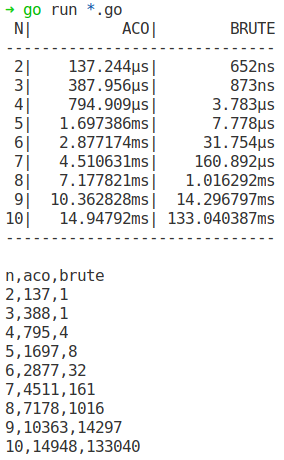 ➜ go run *.go
N| ACO| BRUTE
------------------------------
2| 137.244µs| 652ns
3| 387.956µs| 873ns
4| 794.909µs| 3.783µs
5| 1.697386ms| 7.778µs
6| 2.877174ms| 31.754µs
7| 4.510631ms| 160.892µs
8| 7.177821ms| 1.016292ms
9| 10.362828ms| 14.296797ms
10| 14.94792ms| 133.040387ms
------------------------------
n,aco,brute
2,137,1
3,388,1
4,795,4
5,1697,8
6,2877,32
7,4511,161
8,7178,1016
9,10363,14297
10,14948,133040